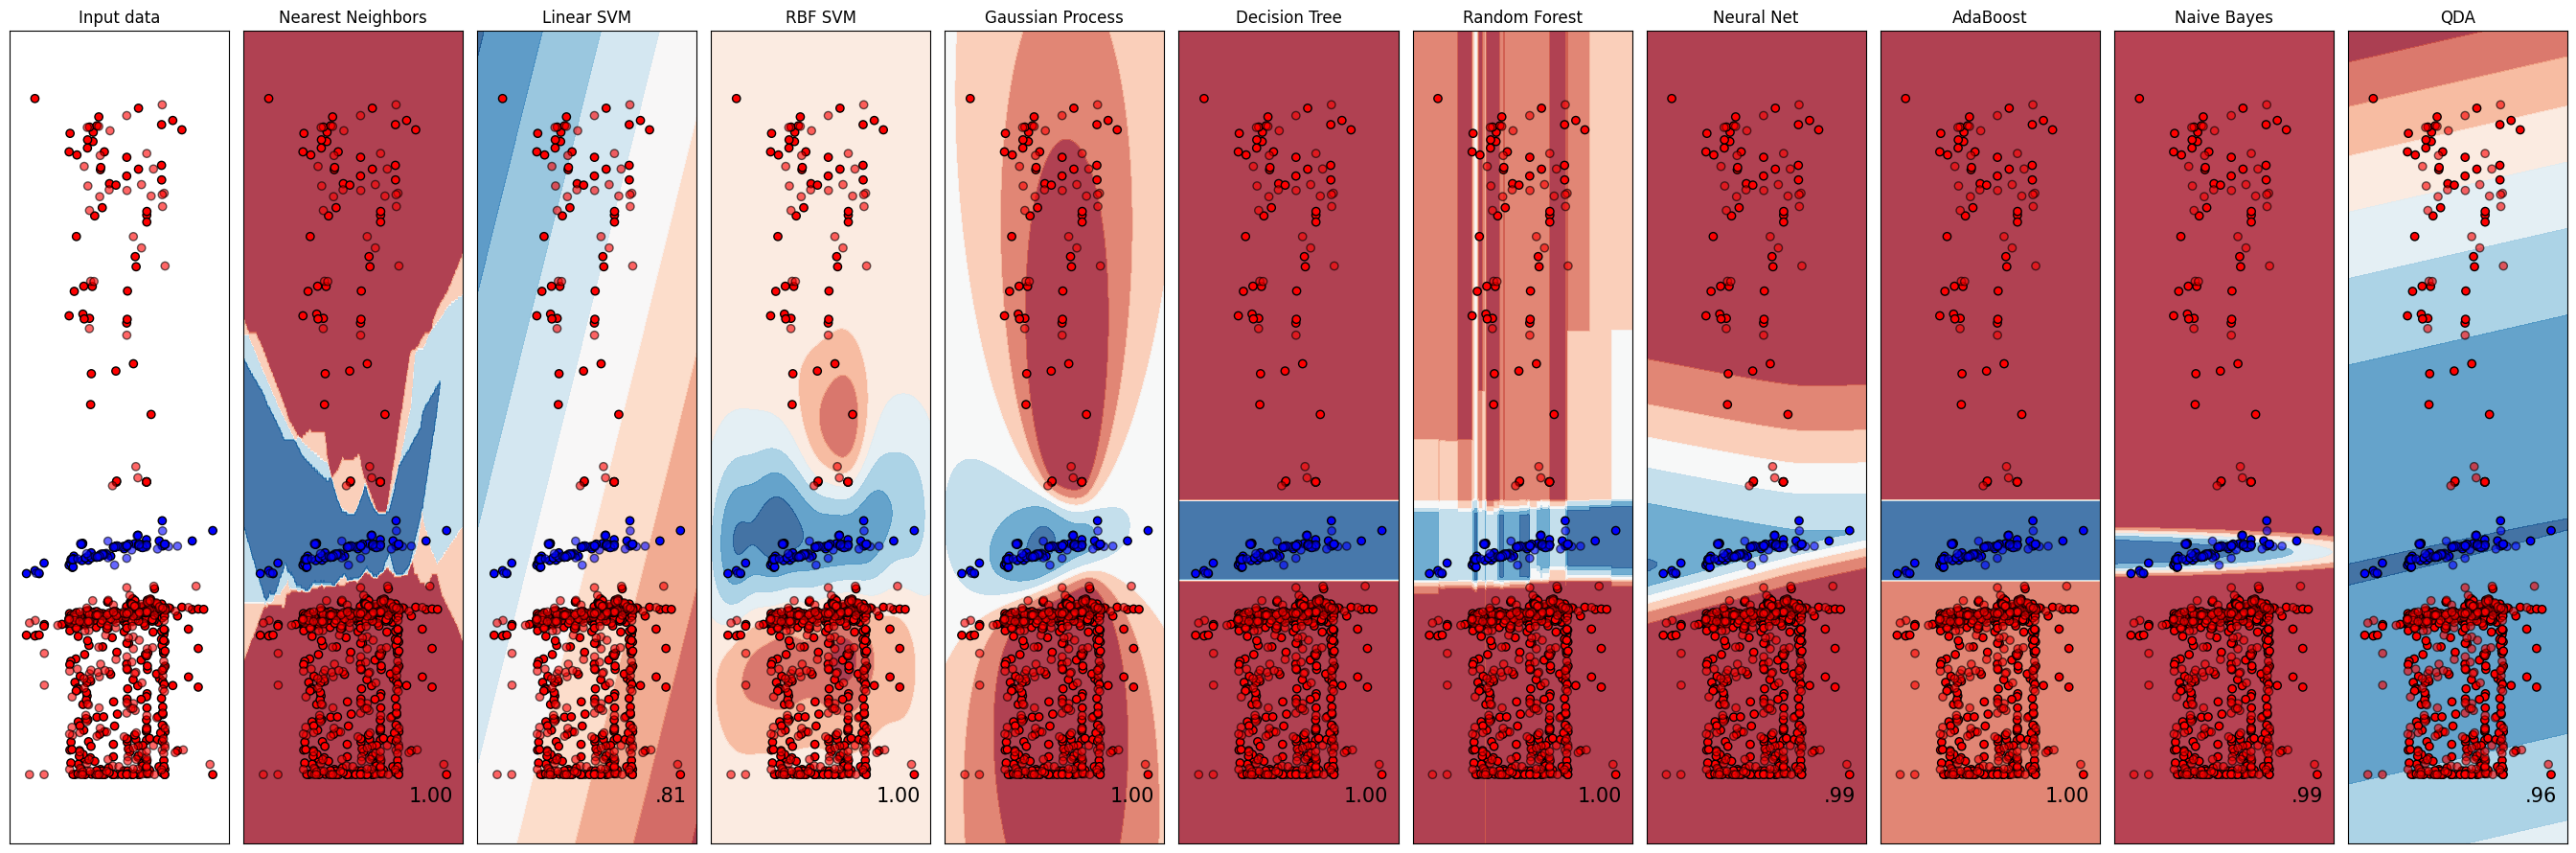 Input data
Nearest Neighbors
Linear SVM
RBF SVM
Gaussian Process
Decision Tree
Random Forest
Neural Net
AdaBoost
Naive Bayes
QDA
1.00
.81
1.00
1.00
1.00
1.00
.99
1.00
.99
.96